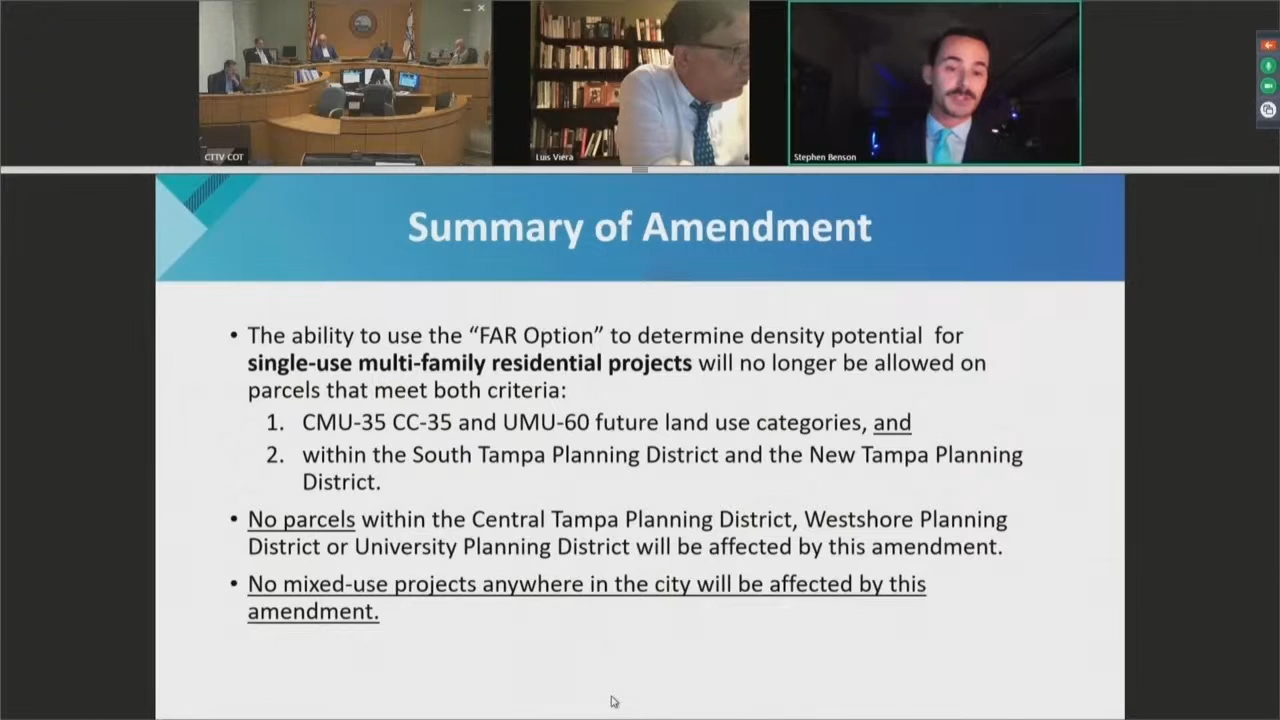 CTTV COT
Luis Viera
Stephen Benson
Summary of Amendment
• The ability to use the “FAR Option” to determine density potential for
single-use multi-family residential projects will no longer be allowed on
parcels that meet both criteria:
1. CMU-35 CC-35 and UMU-60 future land use categories, and
2. within the South Tampa Planning District and the New Tampa Planning
District.
• No parcels within the Central Tampa Planning District, Westshore Planning
District or University Planning District will be affected by this amendment.
• No mixed-use projects anywhere in the city will be affected by this
amendment.